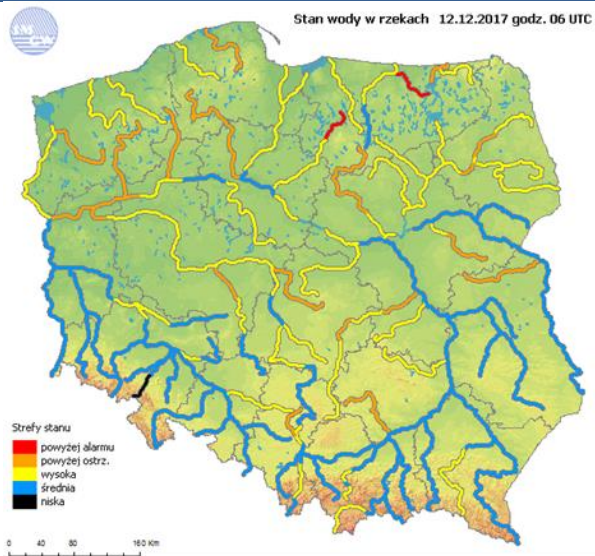 Stan wody w rzekach 12.12.2017 godz. 06 UTC
Strefy stanu
powyżej alarmu
powyżej ostrz.
wysoka
średnia
niska
0 40 80 160 Km